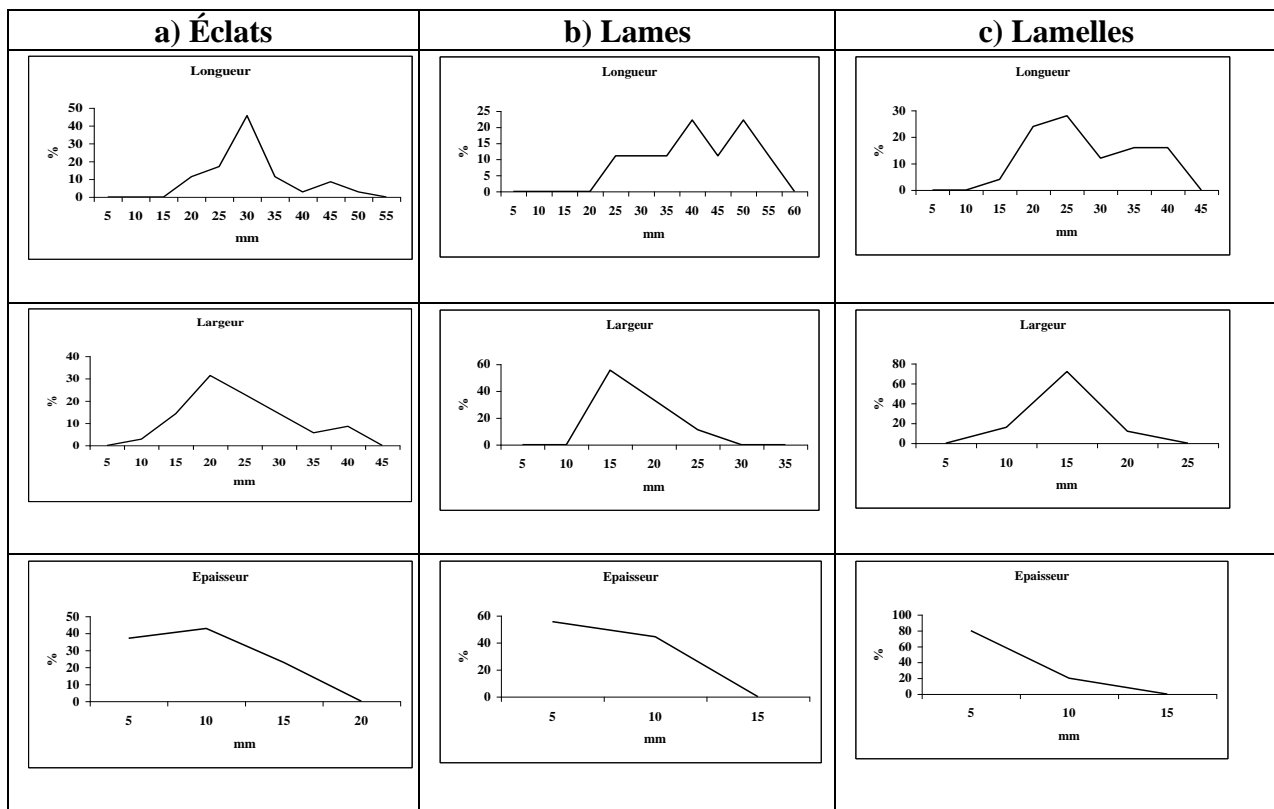 a) Éclats
b) Lames
c) Lamelles
Longueur
50
40
30
20
10
0
%
5 10 15 20 25 30 35 40 45 50 55
mm
Longueur
25
20
15
10
5
0
%
5 10 15 20 25 30 35 40 45 50 55 60
mm
Longueur
30
20
10
0
%
5 10 15 20 25 30 35 40 45
mm
Largeur
40
30
20
10
0
%
5 10 15 20 25 30 35 40 45
mm
Largeur
60
40
20
0
%
5 10 15 20 25 30 35
mm
Largeur
80
60
40
20
0
%
5 10 15 20 25
mm
Epaisseur
50
40
30
20
10
0
%
5 10 15 20
mm
Epaisseur
60
40
20
0
%
5 10 15
mm
Epaisseur
100
80
60
40
20
0
%
5 10 15
mm